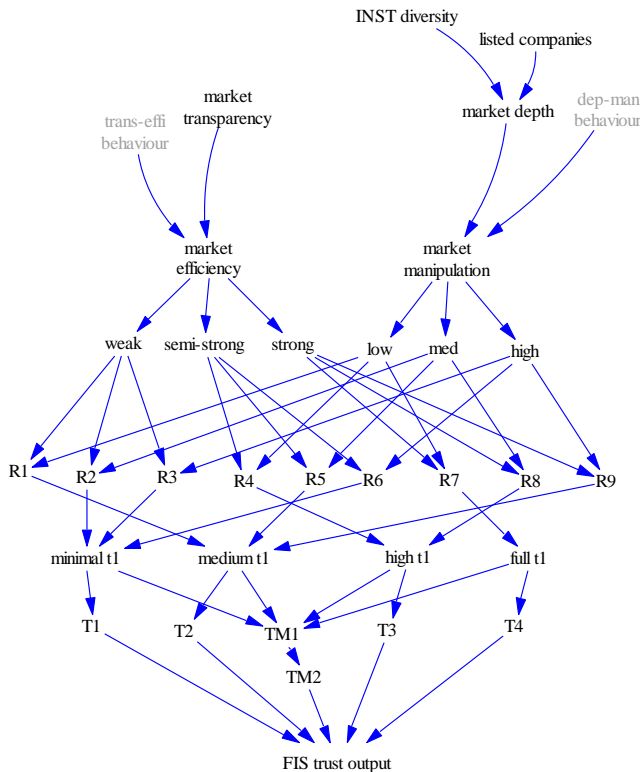 INST diversity
listed companies
market
transparency
trans-effi
behaviour
market depth
dep-man
behaviour
market
efficiency
market
manipulation
weak
semi-strong
strong
low
med
high
R1
R2
R3
R4
R5
R6
R7
R8
R9
minimal t1
medium t1
high t1
full t1
T1
T2
TM1
T3
T4
TM2
FIS trust output